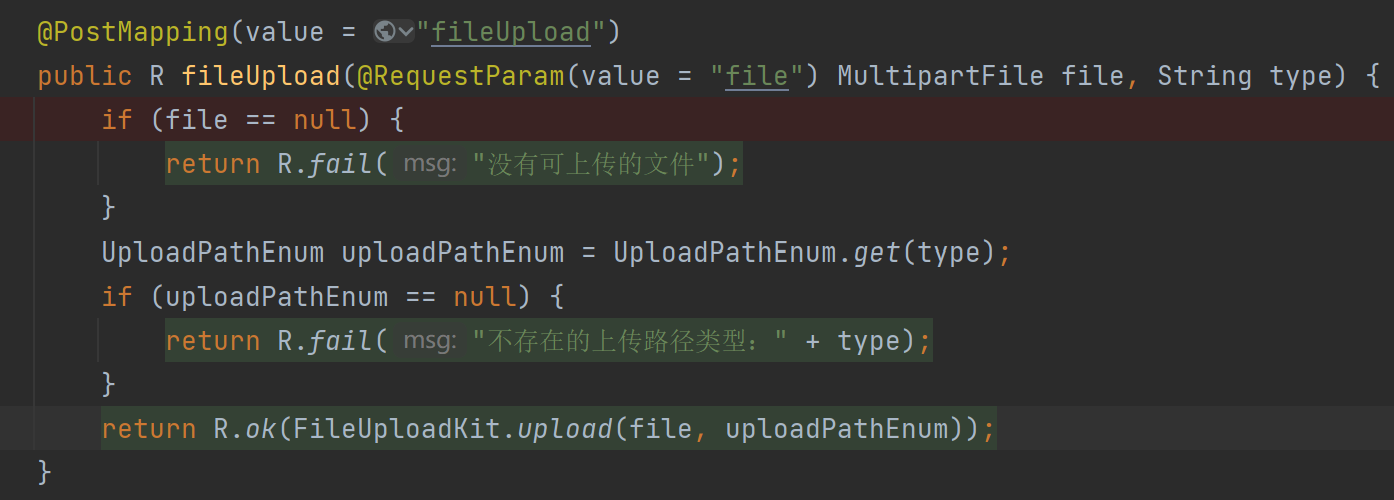 @PostMapping(value = "fileUpload")
public R fileUpload(@RequestParam(value = "file") MultipartFile file, String type) {
if (file == null) {
return R.fail( msg: "没有可上传的文件");
}
UploadPathEnum uploadPathEnum = UploadPathEnum.get(type);
if (uploadPathEnum == null) {
return R.fail( msg: "不存在的上传路径类型：" + type);
}
return R.ok(FileUploadKit.upload(file, uploadPathEnum));
}